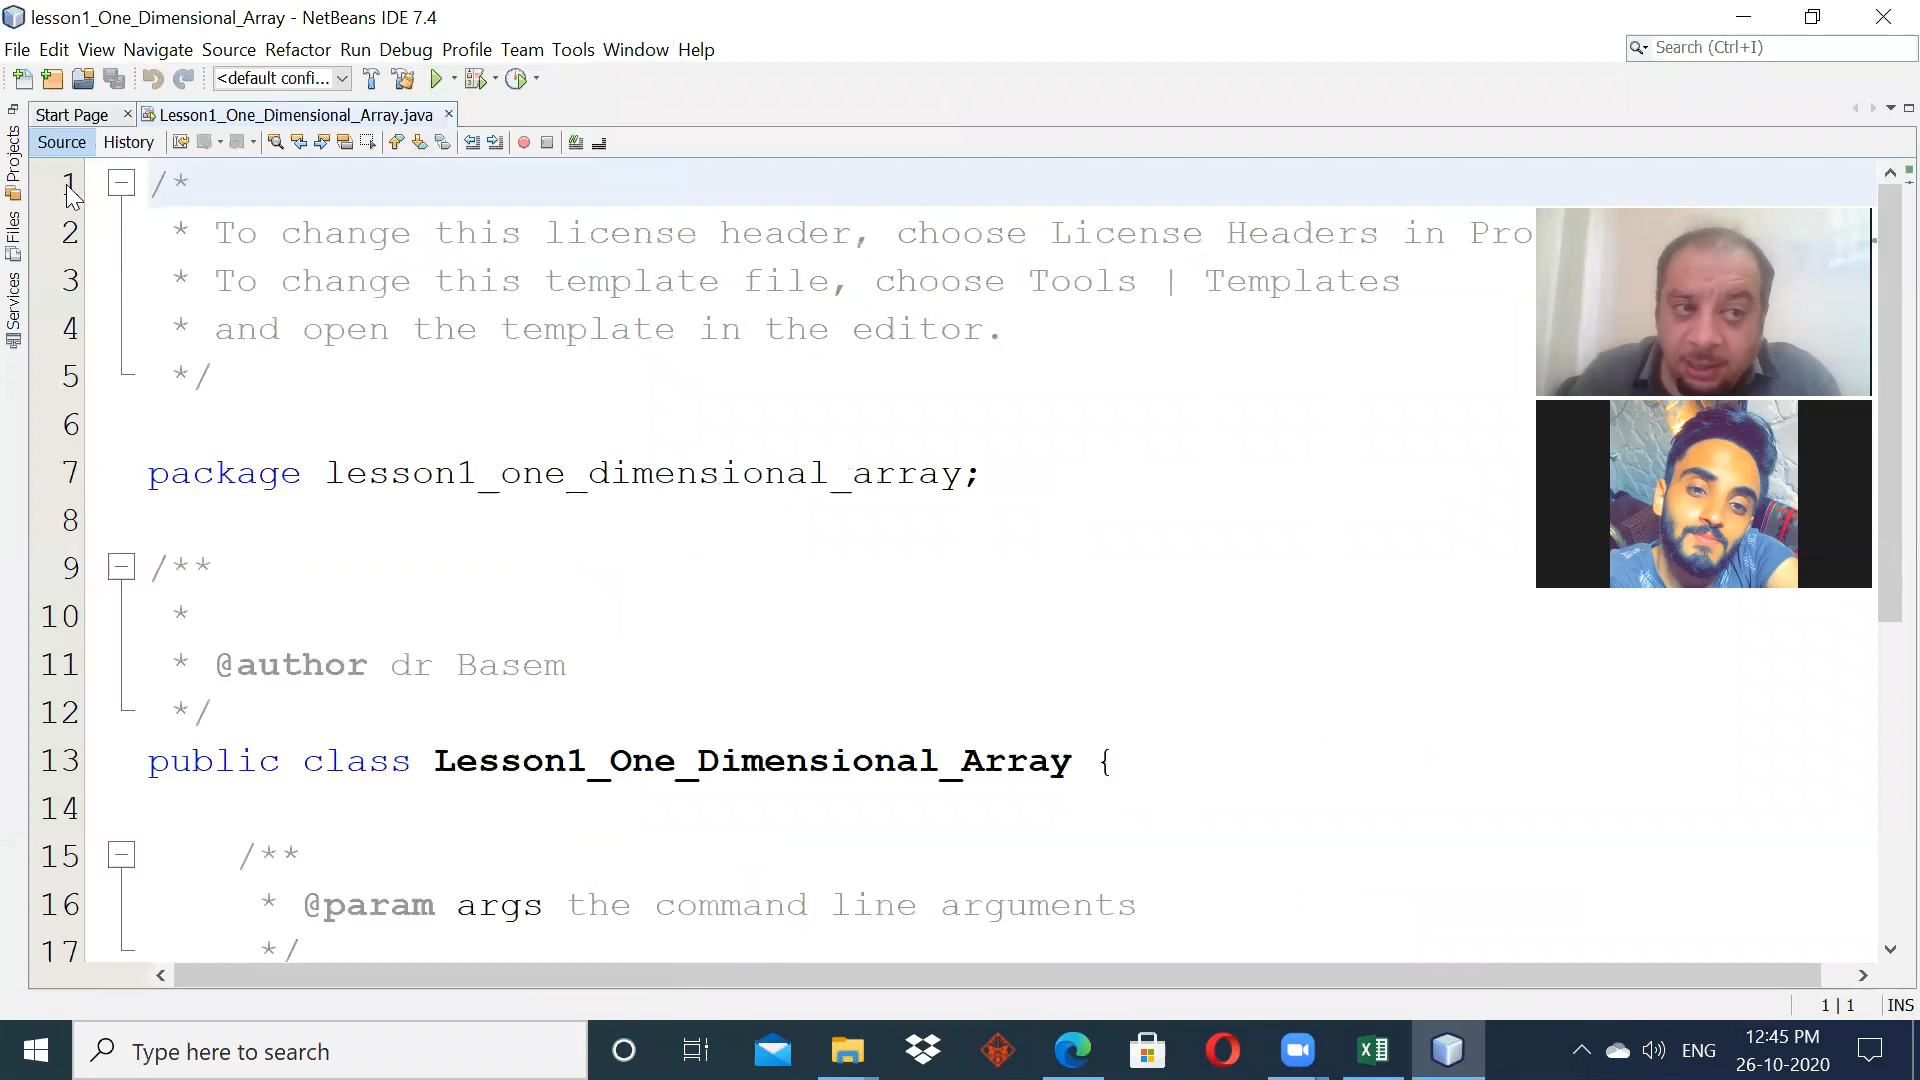 lesson1_One_Dimensional_Array - NetBeans IDE 7.4
File Edit View Navigate Source Refactor Run Debug Profile Team Tools Window Help
Search (Ctrl+I)
<default confi...
Start Page Lesson1_One_Dimensional_Array.java
Source History
Projects
Files
Services
1 /*
2 * To change this license header, choose License Headers in Pro
3 * To change this template file, choose Tools | Templates
4 * and open the template in the editor.
5 */
6
7 package lesson1_one_dimensional_array;
8
9 /**
10 *
11 * @author dr Basem
12 */
13 public class Lesson1_One_Dimensional_Array {
14
15 /**
16 * @param args the command line arguments
17 */
1 | 1 INS
Type here to search
ENG
12:45 PM
26-10-2020